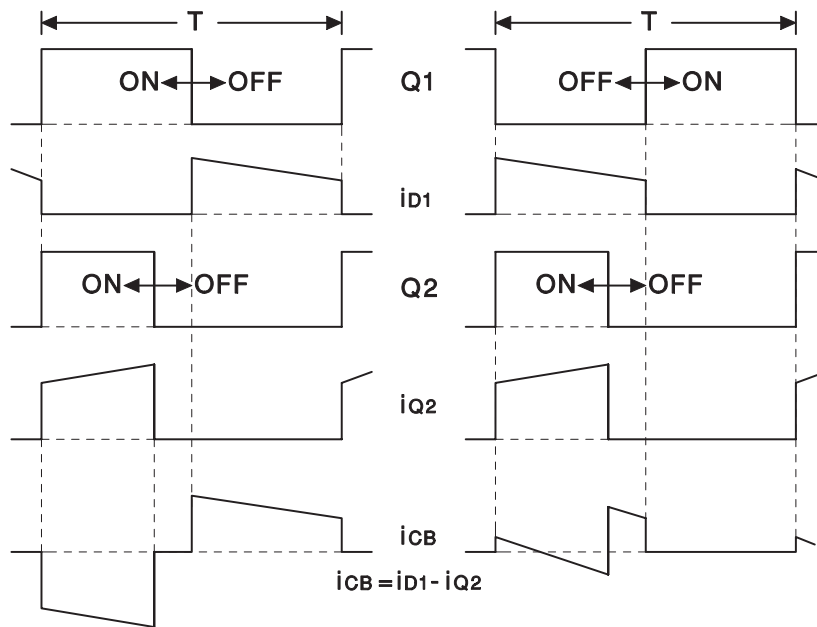 T T
ON OFF Q1 OFF ON
iD1
ON OFF Q2 ON OFF
iQ2
iCB
iCB = iD1 - iQ2